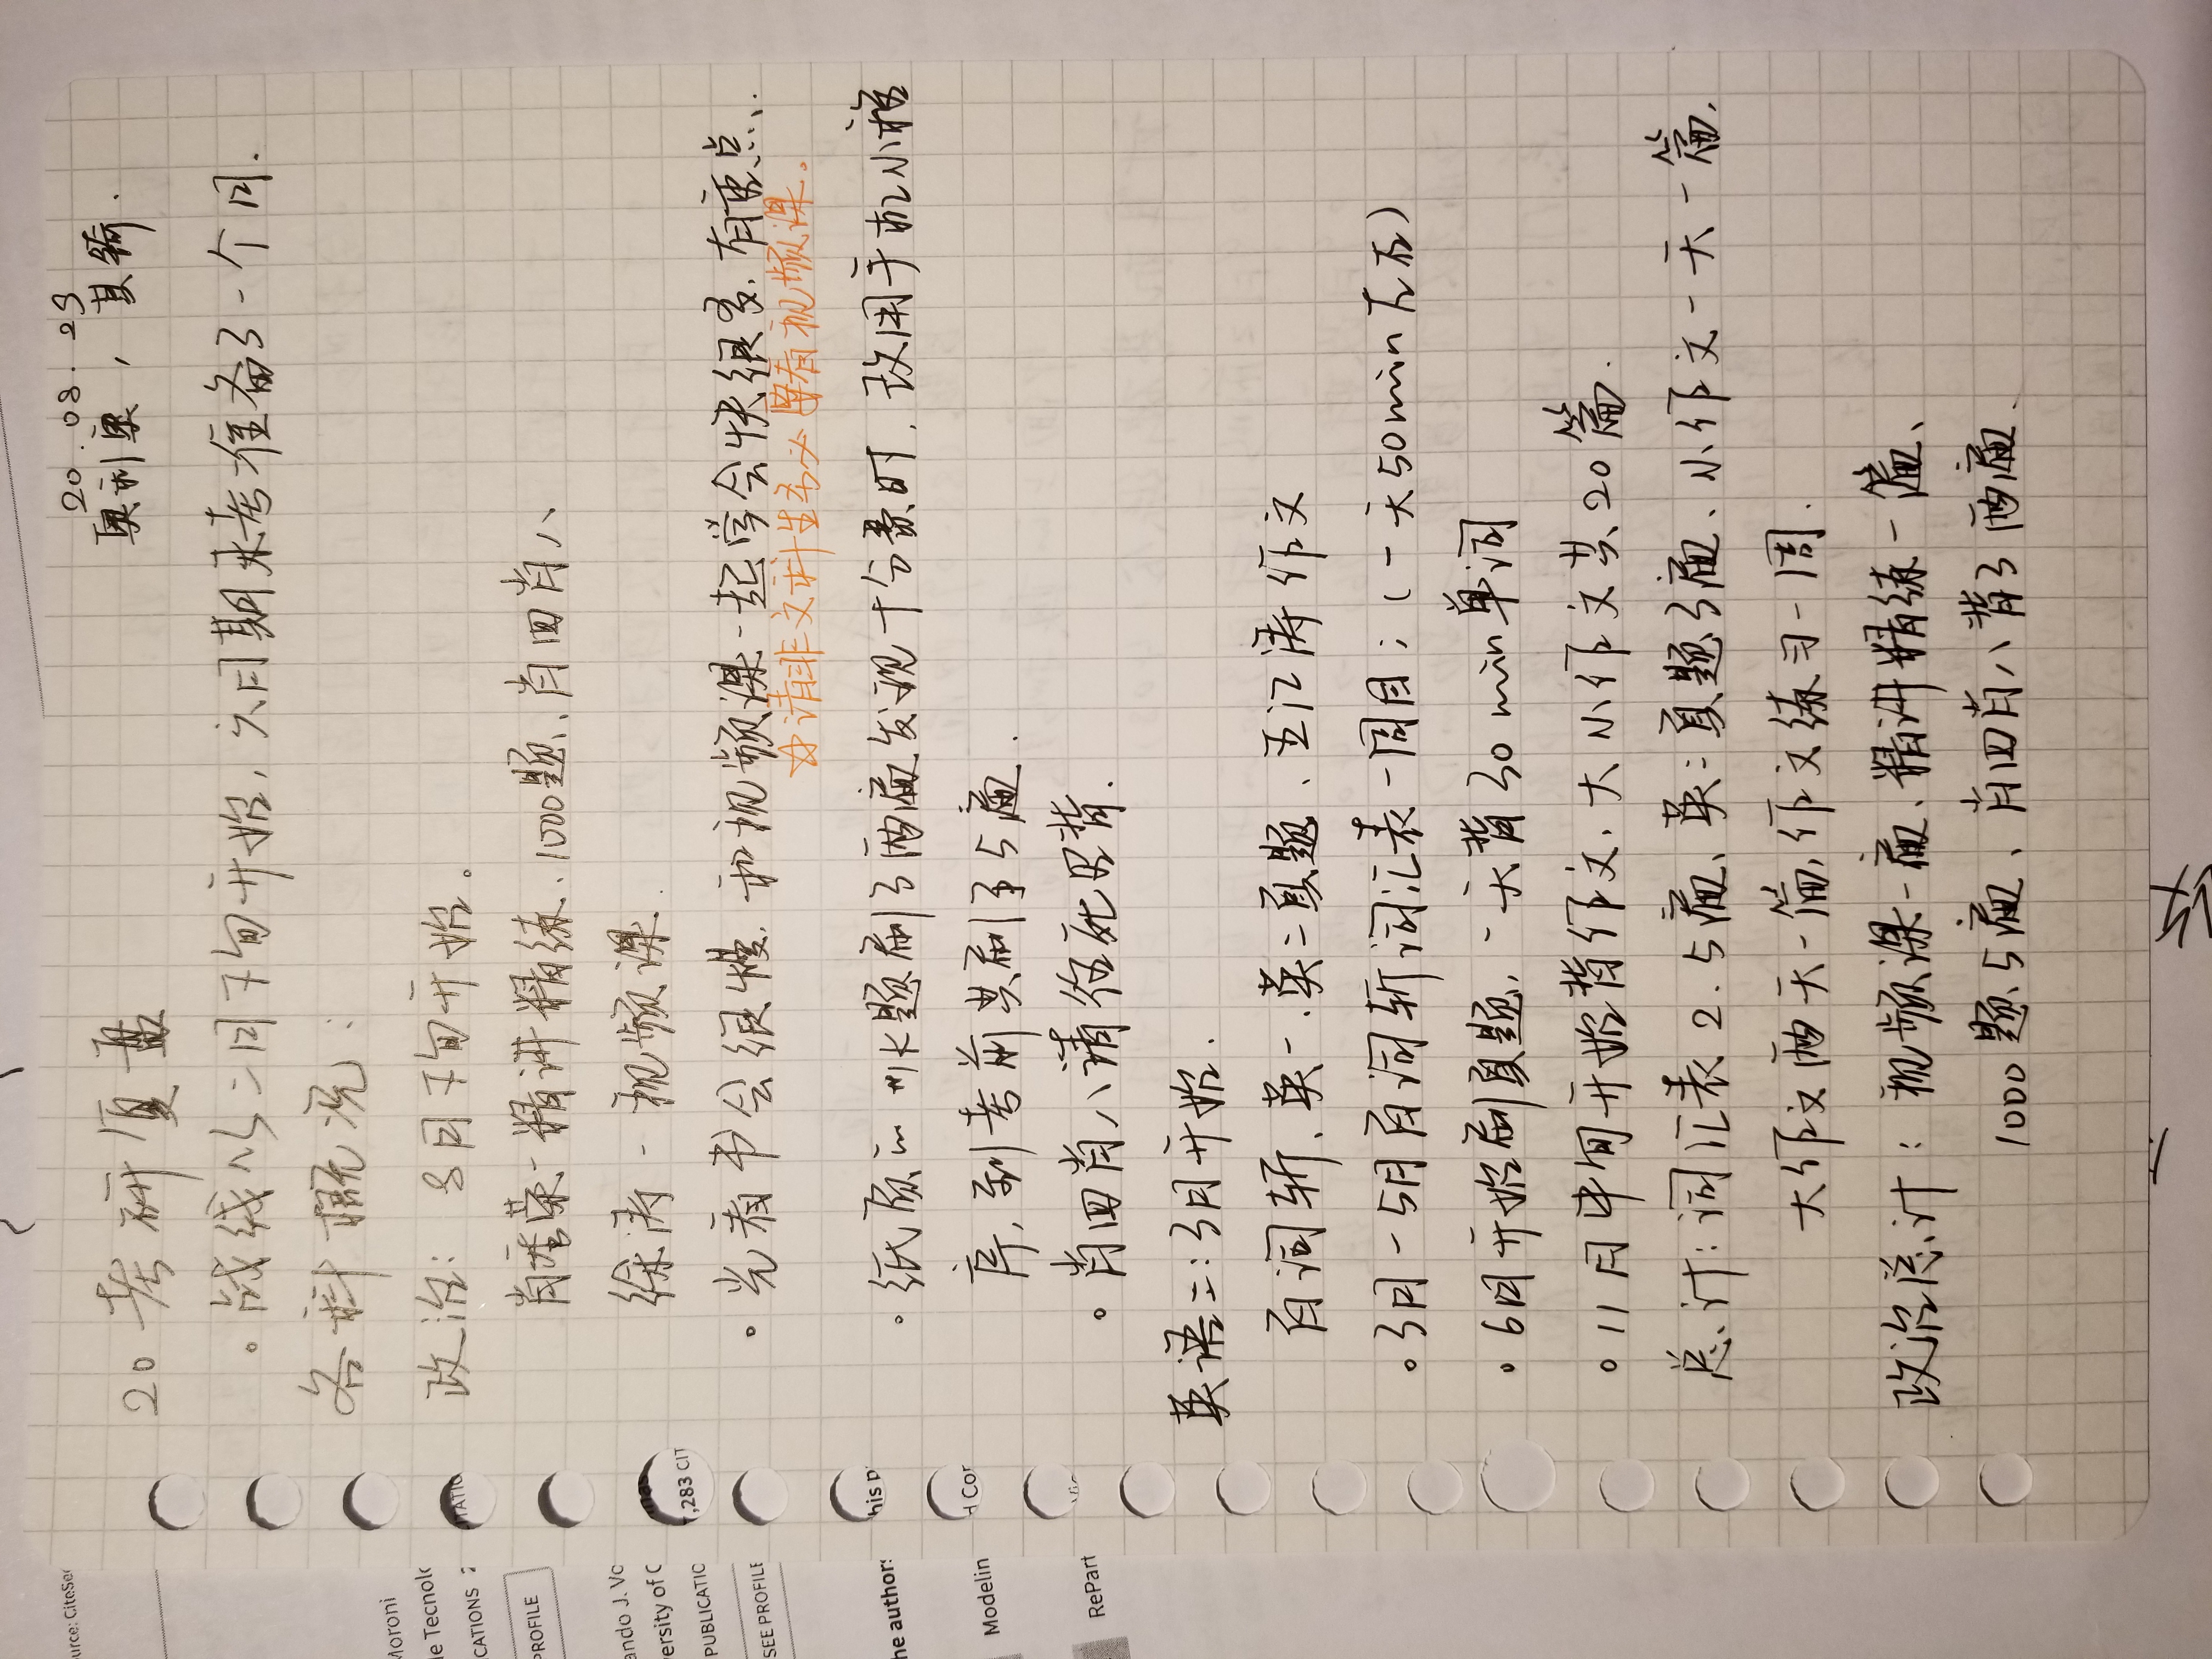 urce: CiteSee
20.08.29
奥利奥，其锜.
20考研复盘
。战线从二月下旬开始，六月期末考准备了一个月.
各科概况：
政治： 8月下旬开始。
肖秀荣-精讲精练、1000题、肖四肖八
徐涛-视频课.
。光看书会很慢，和视频课一起学会快很多，有重点.
☆请非文科生务必要看视频课。
。纸质的 题刷了两遍发现十分累时，改用手机小程
序，到考前共刷了5遍.
。肖四肖八请往死里背.
英语二：3月开始.
百词斩、英一、英二真题、王江涛作文
。3月-5月百词斩词汇表一周目；（一天50min左右）
。6月开始刷真题，一天背30min单词
。11月中旬开始背作文，大小作文共20篇.
总计：词汇表2.5遍、英二真题3遍、小作文一天一篇，
大作文两天一篇，作文练习一周.
政治总计：视频课一遍、精讲精练一遍、
1000题5遍、肖四肖八背了两遍.
Moroni
le Tecnolo
CATIONS 2
PROFILE
ando J. Vo
ersity of C
7,283 CIT
PUBLICATIO
SEE PROFILE
his p
he authors
d Cor
Modelin
RePart